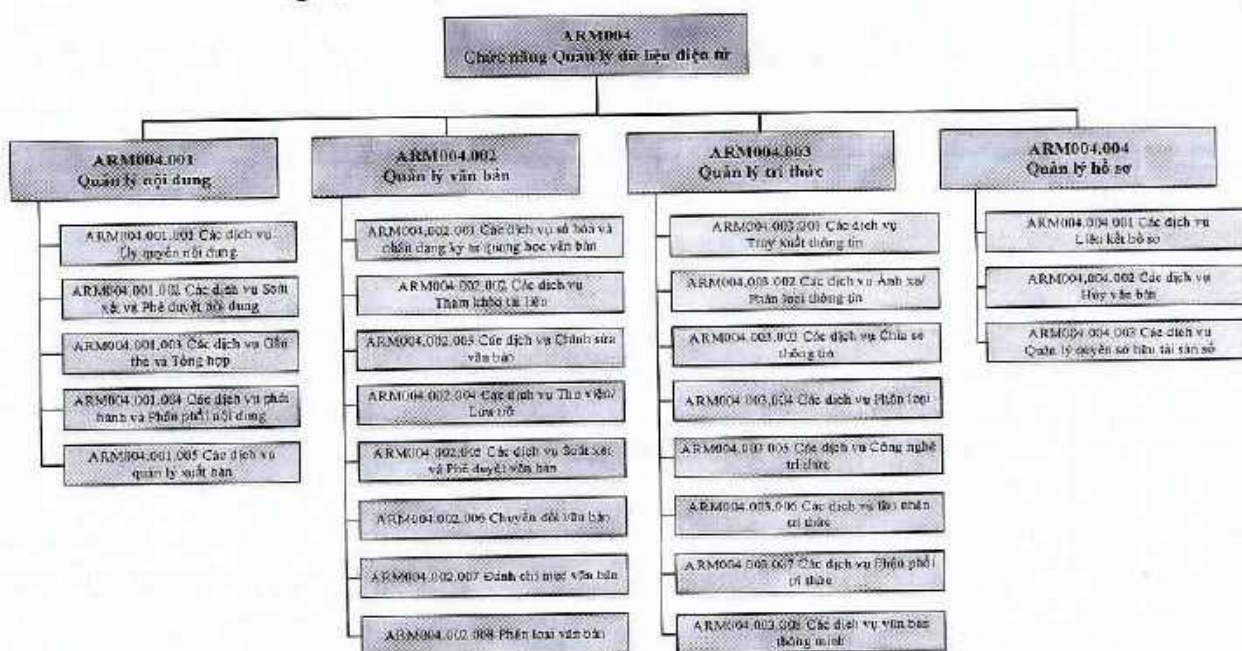 ARM004
Chức năng Quản lý dữ liệu điện tử
ARM004.001
Quản lý nội dung
ARM004.001.001 Các dịch vụ
Ủy quyền nội dung
ARM004.001.002 Các dịch vụ Soát
xét và Phê duyệt nội dung
ARM004.001.003 Các dịch vụ Gắn
thẻ và Tổng hợp
ARM004.001.004 Các dịch vụ phát
hành và Phân phối nội dung
ARM004.001.005 Các dịch vụ
quản lý xuất bản
ARM004.002
Quản lý văn bản
ARM004.002.001 Các dịch vụ số hóa và
nhận dạng ký tự quang học văn bản
ARM004.002.002 Các dịch vụ
Tham khảo tài liệu
ARM004.002.003 Các dịch vụ Chỉnh sửa
văn bản
ARM004.002.004 Các dịch vụ Thư viện/
Lưu trữ
ARM004.002.005 Các dịch vụ Soát xét
và Phê duyệt văn bản
ARM004.002.006 Chuyển đổi văn bản
ARM004.002.007 Đánh chỉ mục văn bản
ARM004.002.008 Phân loại văn bản
ARM004.003
Quản lý tri thức
ARM004.003.001 Các dịch vụ
Truy xuất thông tin
ARM004.003.002 Các dịch vụ Ánh xạ/
Phân loại thông tin
ARM004.003.003 Các dịch vụ Chia sẻ
thông tin
ARM004.003.004 Các dịch vụ Phân loại
ARM004.003.005 Các dịch vụ Công nghệ
tri thức
ARM004.003.006 Các dịch vụ thu nhận
tri thức
ARM004.003.007 Các dịch vụ Phân phối
tri thức
ARM004.003.008 Các dịch vụ văn bản
thông minh
ARM004.004
Quản lý hồ sơ
ARM004.004.001 Các dịch vụ
Liên kết hồ sơ
ARM004.004.002 Các dịch vụ
Hủy văn bản
ARM004.004.003 Các dịch vụ
Quản lý quyền sở hữu tài sản số